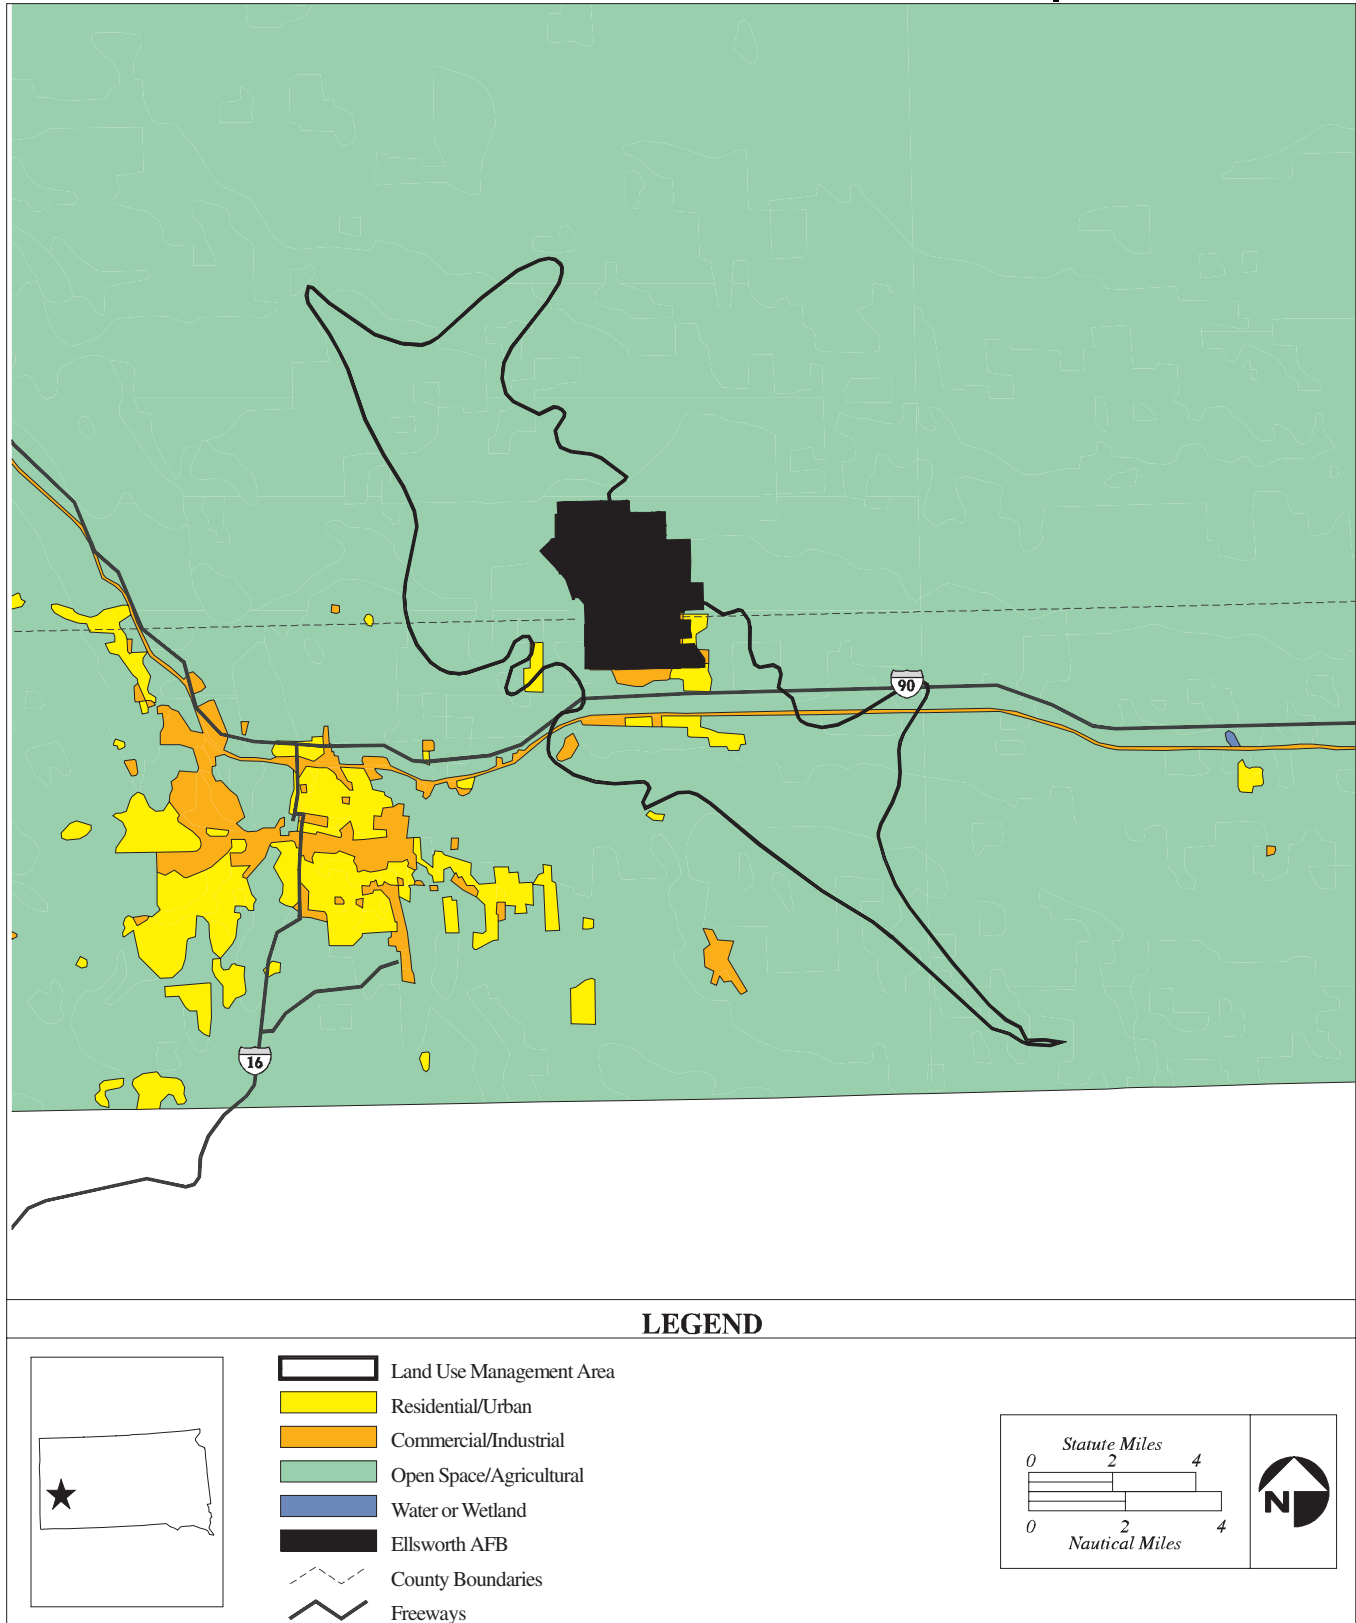 90
16
LEGEND
Land Use Management Area
Residential/Urban
Commercial/Industrial
Open Space/Agricultural
Water or Wetland
Ellsworth AFB
County Boundaries
Freeways
Statute Miles
0 2 4
0 2 4
Nautical Miles
N